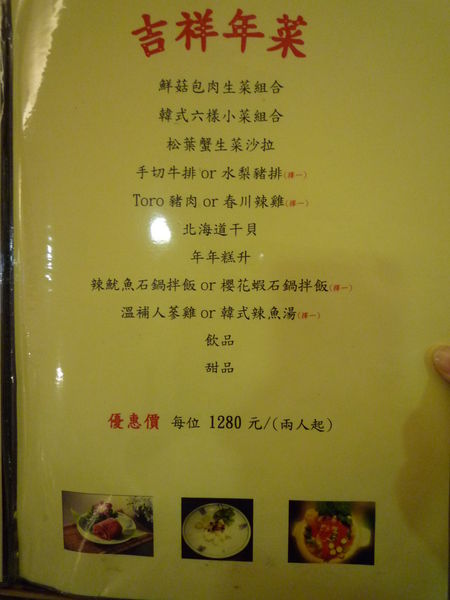 吉祥年菜
鮮菇包肉生菜組合
韓式六樣小菜組合
松葉蟹生菜沙拉
手切牛排 or 水梨豬排(擇一)
Toro 豬肉 or 春川辣雞(擇一)
北海道干貝
年年糕升
辣魷魚石鍋拌飯 or 櫻花蝦石鍋拌飯(擇一)
溫補人蔘雞 or 韓式辣魚湯(擇一)
飲品
甜品
優惠價 每位 1280 元/(兩人起)